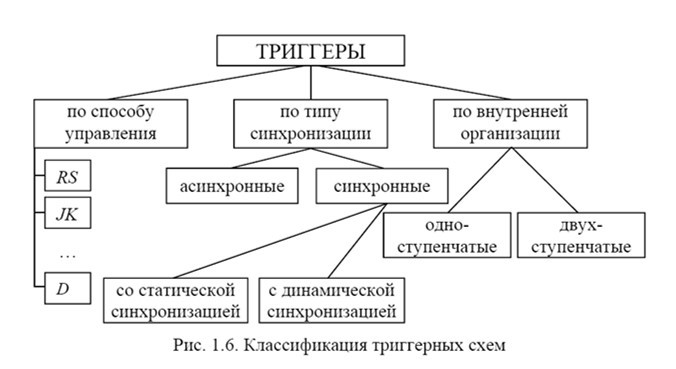 ТРИГГЕРЫ
по способу
управления
по типу
синхронизации
по внутренней
организации
RS
JK
...
D
асинхронные
синхронные
одно-
ступенчатые
двух-
ступенчатые
со статической
синхронизацией
с динамической
синхронизацией
Рис. 1.6. Классификация триггерных схем